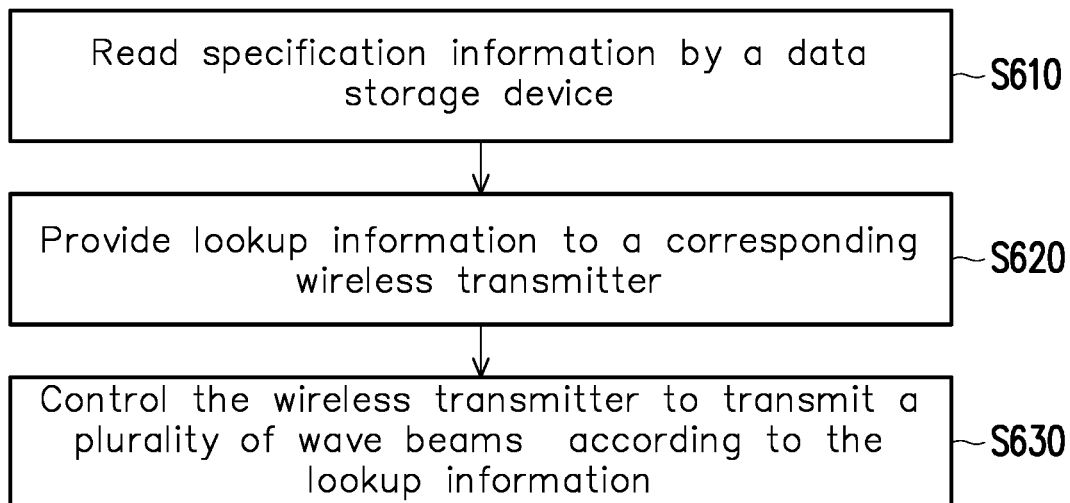 Read specification information by a data
storage device
S610
Provide lookup information to a corresponding
wireless transmitter
S620
Control the wireless transmitter to transmit a
plurality of wave beams according to the
lookup information
S630